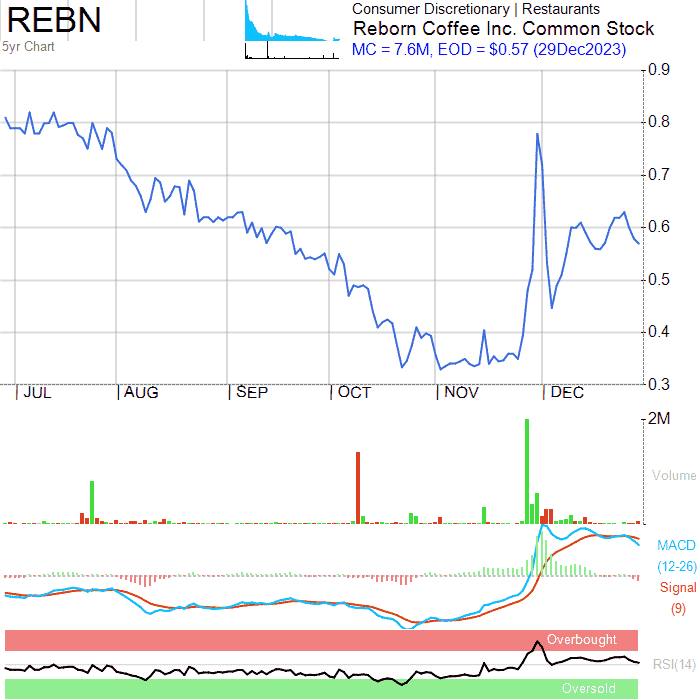 REBN
5yr Chart
Consumer Discretionary | Restaurants
Reborn Coffee Inc. Common Stock
MC = 7.6M, EOD = $0.57 (29Dec2023)
0.9
0.8
0.7
0.6
0.5
0.4
0.3
JUL AUG SEP OCT NOV DEC
2M
Volume
MACD
(12-26)
Signal
(9)
Overbought
RSI(14)
Oversold